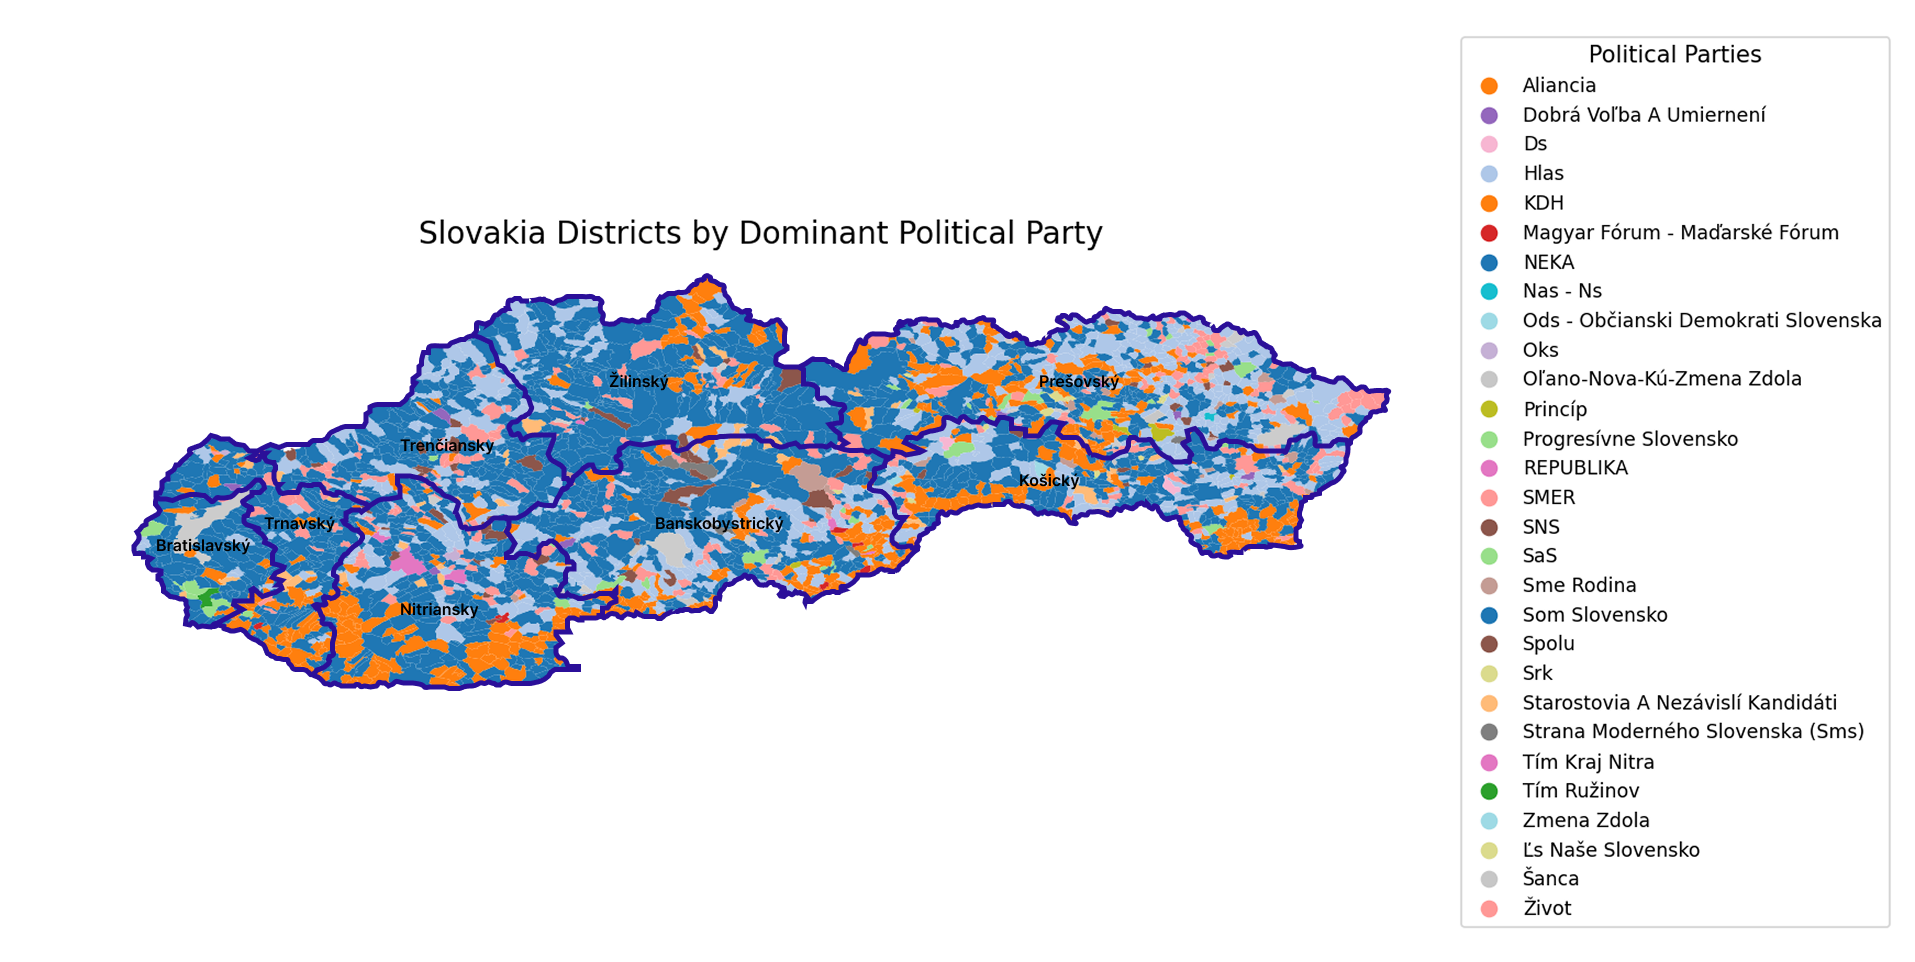 Slovakia Districts by Dominant Political Party
Žilinský
Prešovský
Trenčiansky
Košický
Trnavský
Banskobystrický
Bratislavský
Nitriansky
Political Parties
Aliancia
Dobrá Voľba A Umiernení
Ds
Hlas
KDH
Magyar Fórum - Maďarské Fórum
NEKA
Nas - Ns
Ods - Občianski Demokrati Slovenska
Oks
Oľano-Nova-Kú-Zmena Zdola
Princíp
Progresívne Slovensko
REPUBLIKA
SMER
SNS
SaS
Sme Rodina
Som Slovensko
Spolu
Srk
Starostovia A Nezávislí Kandidáti
Strana Moderného Slovenska (Sms)
Tím Kraj Nitra
Tím Ružinov
Zmena Zdola
Ľs Naše Slovensko
Šanca
Život